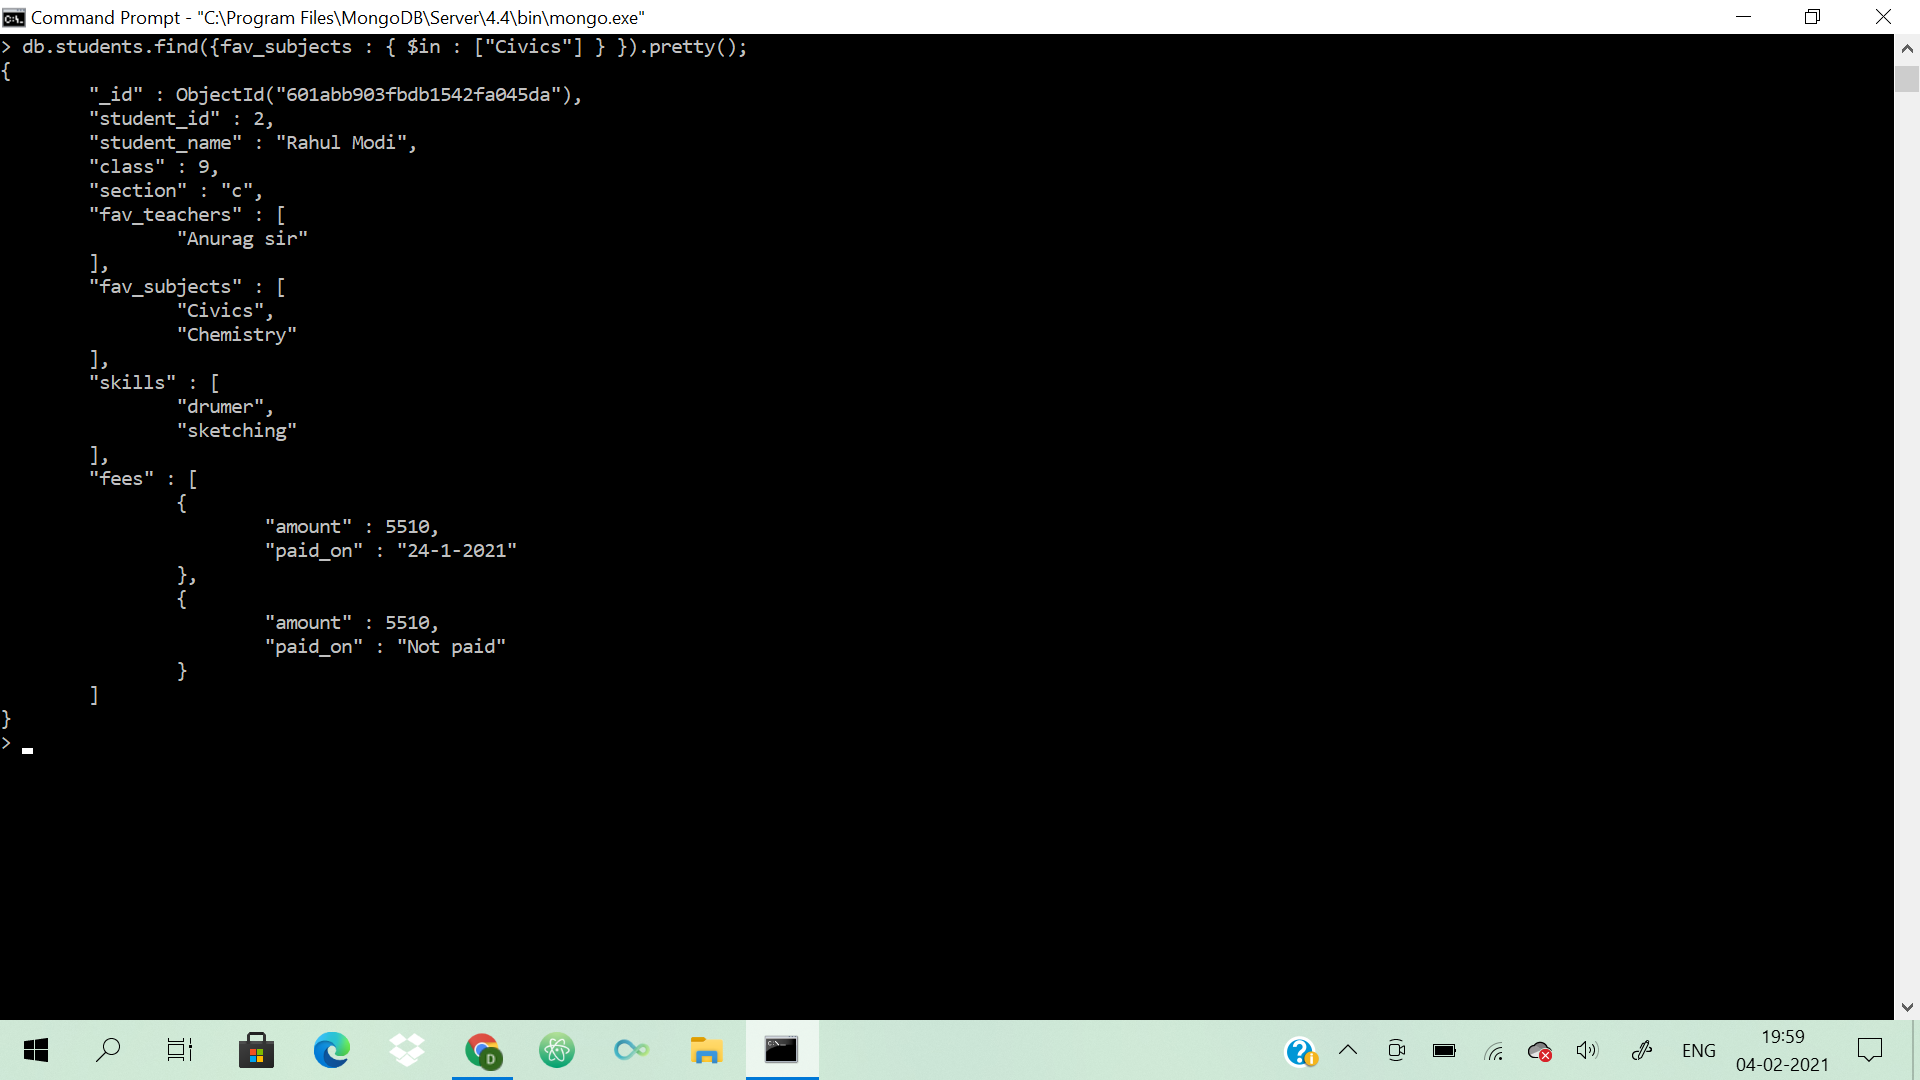 Command Prompt - "C:\Program Files\MongoDB\Server\4.4\bin\mongo.exe"
> db.students.find({fav_subjects : { $in : ["Civics"] } }).pretty();
{
        "_id" : ObjectId("601abb903fbdb1542fa045da"),
        "student_id" : 2,
        "student_name" : "Rahul Modi",
        "class" : 9,
        "section" : "c",
        "fav_teachers" : [
                "Anurag sir"
        ],
        "fav_subjects" : [
                "Civics",
                "Chemistry"
        ],
        "skills" : [
                "drumer",
                "sketching"
        ],
        "fees" : [
                {
                        "amount" : 5510,
                        "paid_on" : "24-1-2021"
                },
                {
                        "amount" : 5510,
                        "paid_on" : "Not paid"
                }
        ]
}
>
D
ENG
19:59
04-02-2021